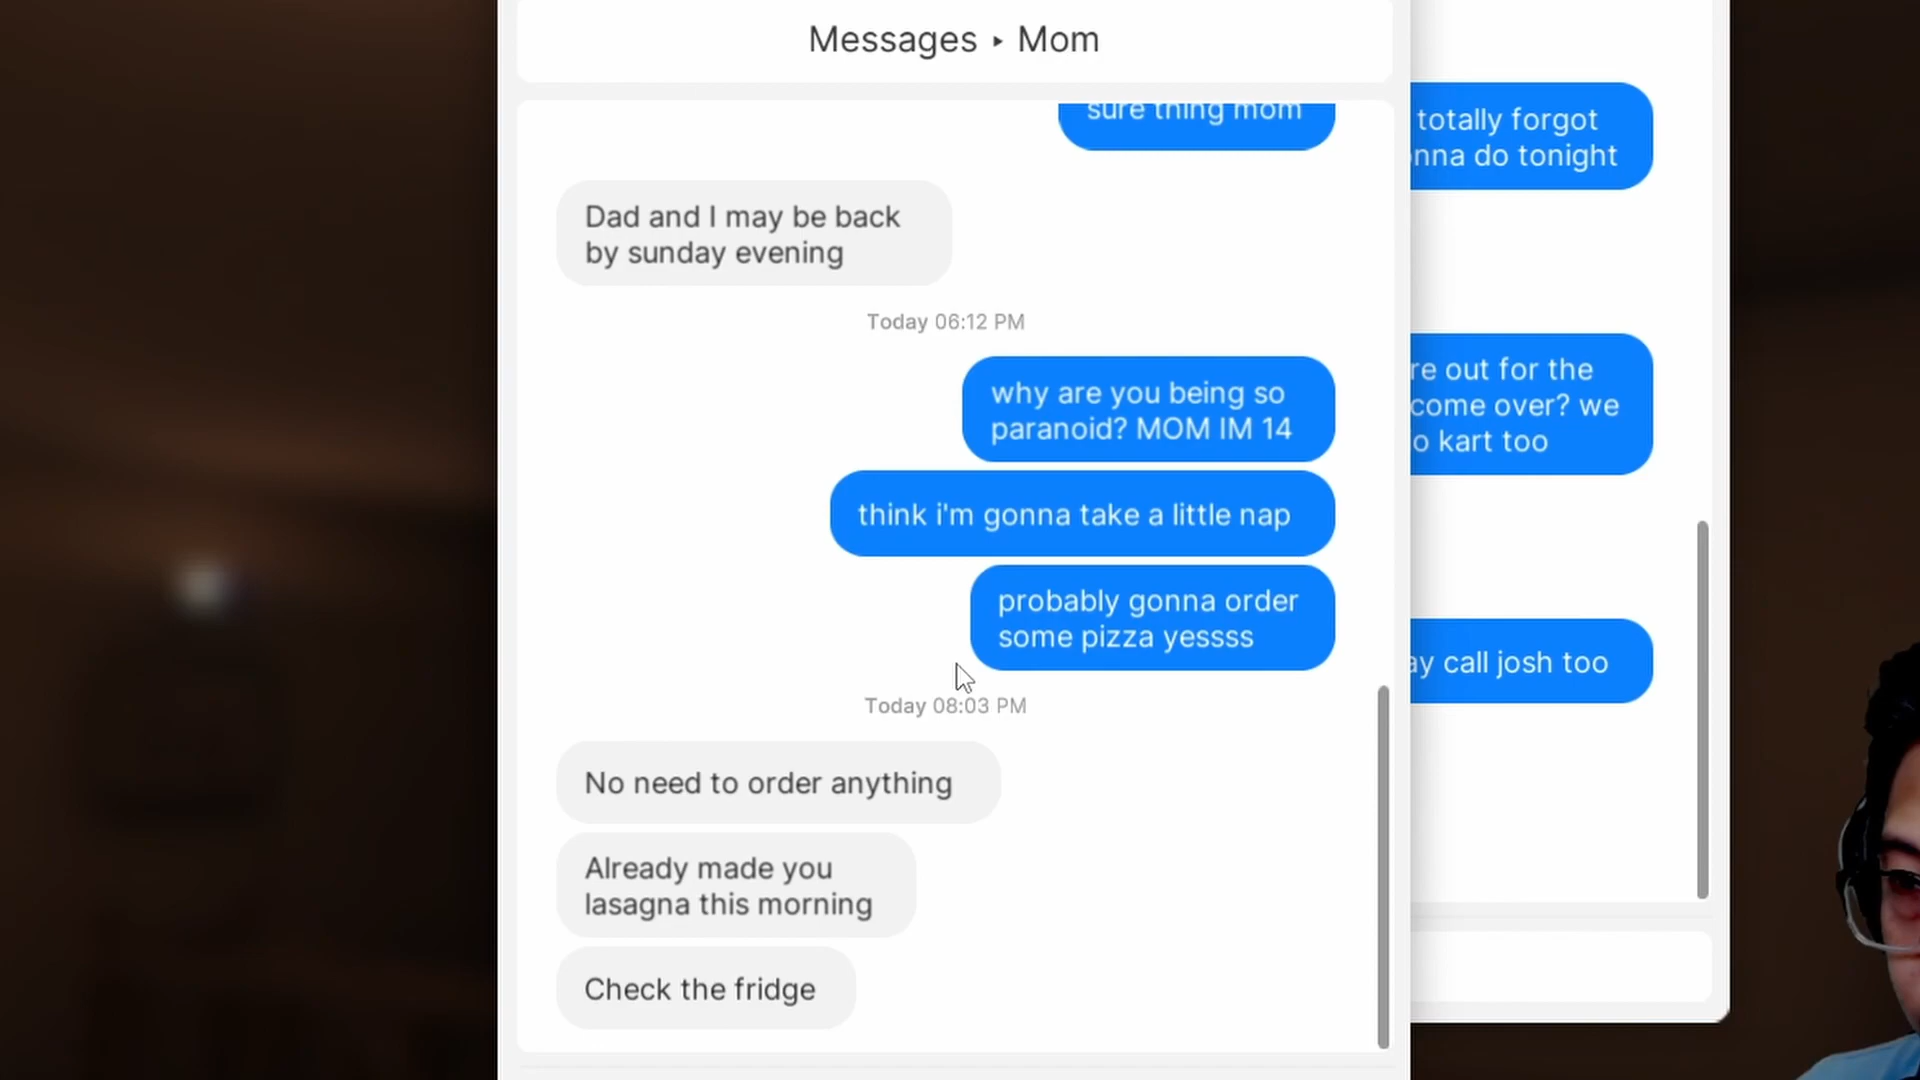 Messages ▸ Mom
sure thing mom
Dad and I may be back
by sunday evening
Today 06:12 PM
why are you being so
paranoid? MOM IM 14
think i'm gonna take a little nap
probably gonna order
some pizza yessss
Today 08:03 PM
No need to order anything
Already made you
lasagna this morning
Check the fridge
totally forgot
do tonight
out for the
come over? we
kart too
call josh too